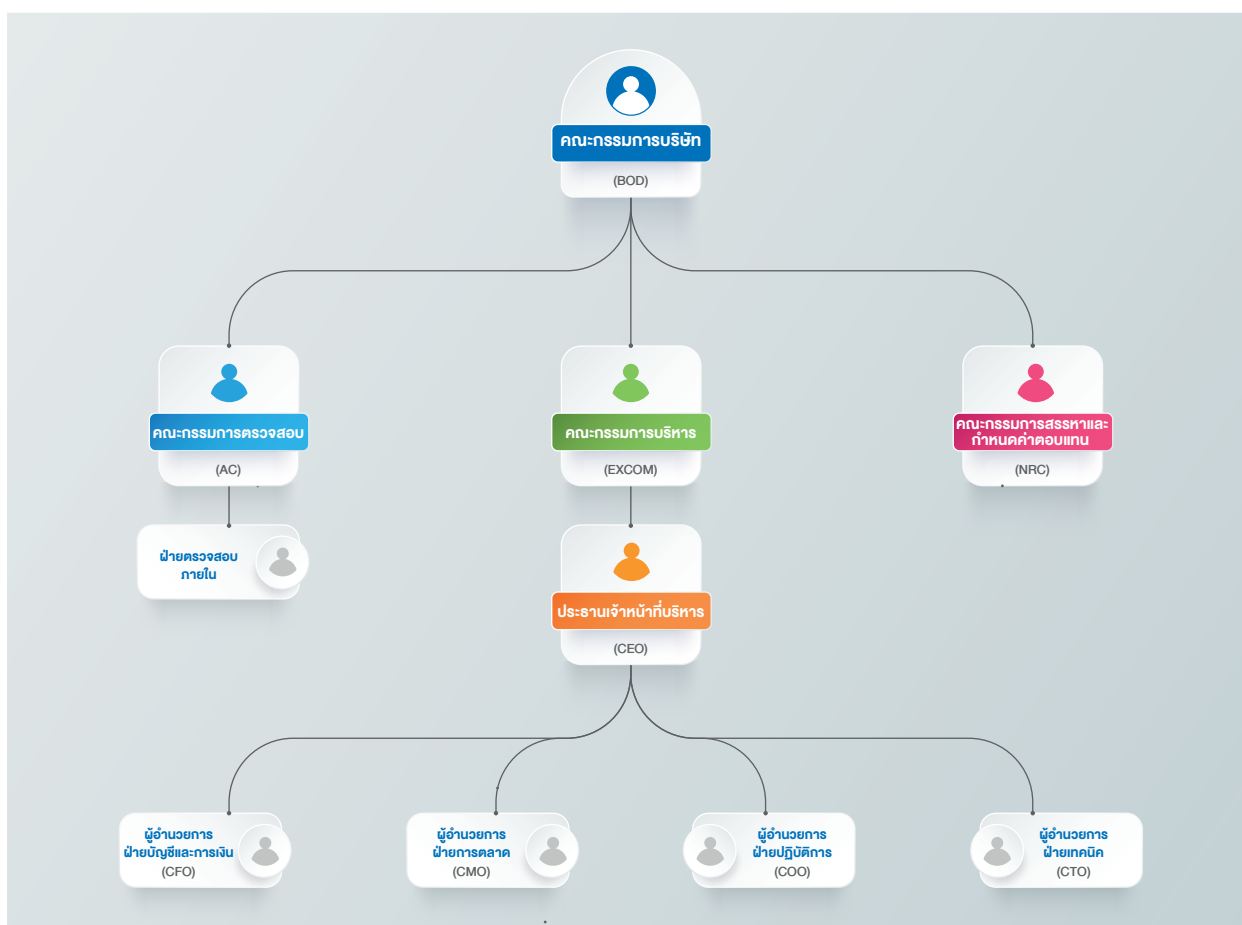 คณะกรรมการบริษัท
(BOD)
คณะกรรมการตรวจสอบ
(AC)
คณะกรรมการบริหาร
(EXCOM)
คณะกรรมการสรรหาและ
กำหนดค่าตอบแทน
(NRC)
ฝ่ายตรวจสอบ
ภายใน
ประธานเจ้าหน้าที่บริหาร
(CEO)
ผู้อำนวยการ
ฝ่ายบัญชีและการเงิน
(CFO)
ผู้อำนวยการ
ฝ่ายการตลาด
(CMO)
ผู้อำนวยการ
ฝ่ายปฏิบัติการ
(COO)
ผู้อำนวยการ
ฝ่ายเทคนิค
(CTO)